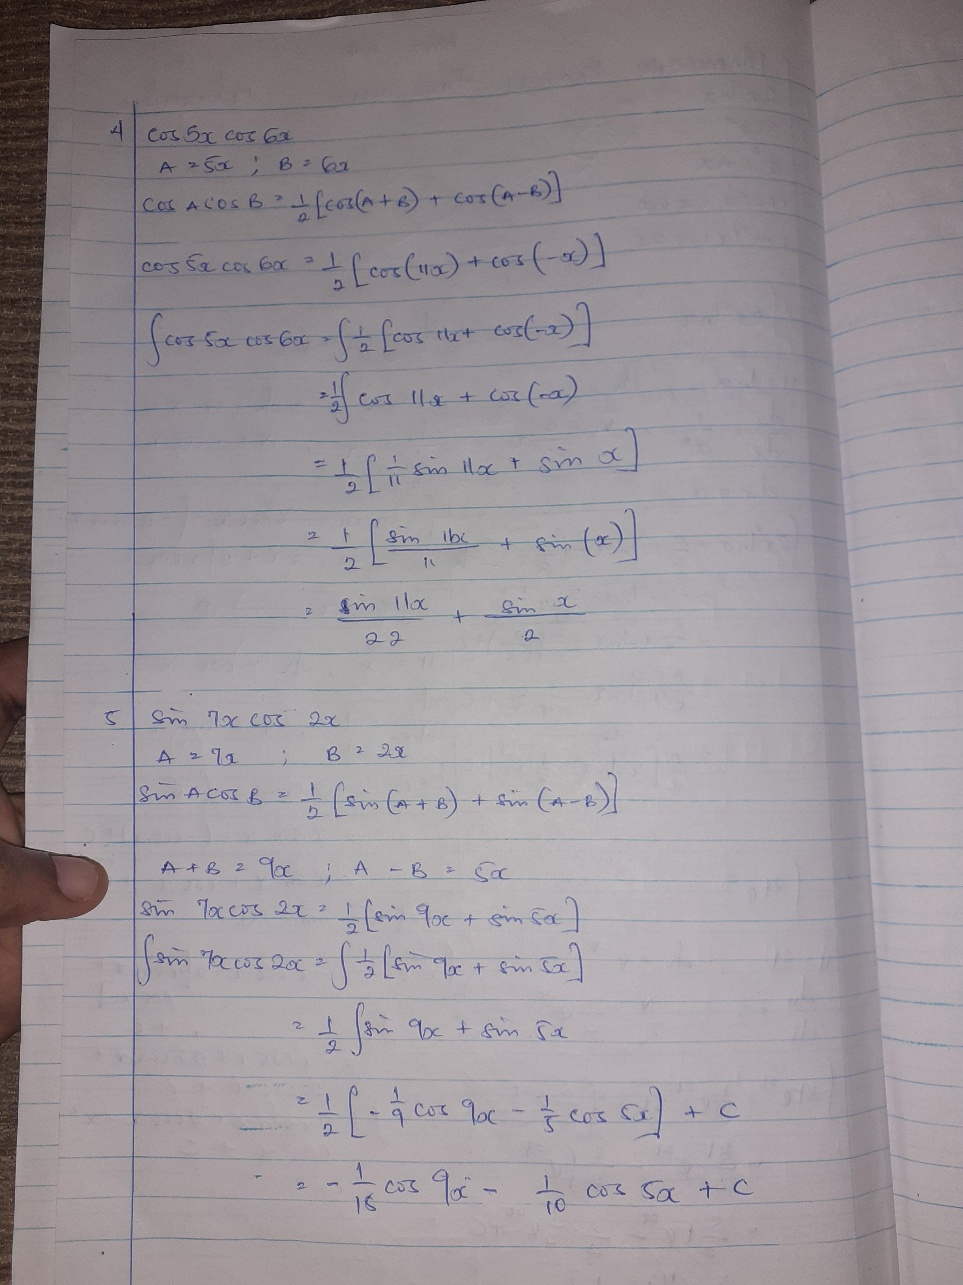 4 cos 5x cos 6x
A = 5x ; B = 6x
cos A cos B = 1/2 [cos(A+B) + cos(A-B)]
cos 5x cos 6x = 1/2 [cos(11x) + cos(-x)]
∫cos 5x cos 6x = ∫ 1/2 [cos 11x + cos(-x)]
= 1/2 ∫ cos 11x + cos(-x)
= 1/2 [1/11 sin 11x + sin x]
= 1/2 [sin 11x/11 + sin (x)]
= sin 11x/22 + sin x/2
5 sin 7x cos 2x
A = 7x ; B = 2x
Sin A cos B = 1/2 [sin(A+B) + sin(A-B)]
A + B = 9x ; A - B = 5x
sin 7x cos 2x = 1/2 [sin 9x + sin 5x]
∫sin 7x cos 2x = ∫ 1/2 [sin 9x + sin 5x]
= 1/2 ∫sin 9x + sin 5x
= 1/2 [- 1/9 cos 9x - 1/5 cos 5x] + C
= - 1/18 cos 9x - 1/10 cos 5x + C